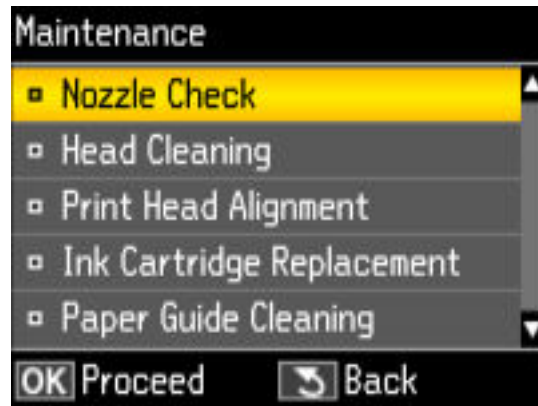 Maintenance
Nozzle Check
Head Cleaning
Print Head Alignment
Ink Cartridge Replacement
Paper Guide Cleaning
OK Proceed Back